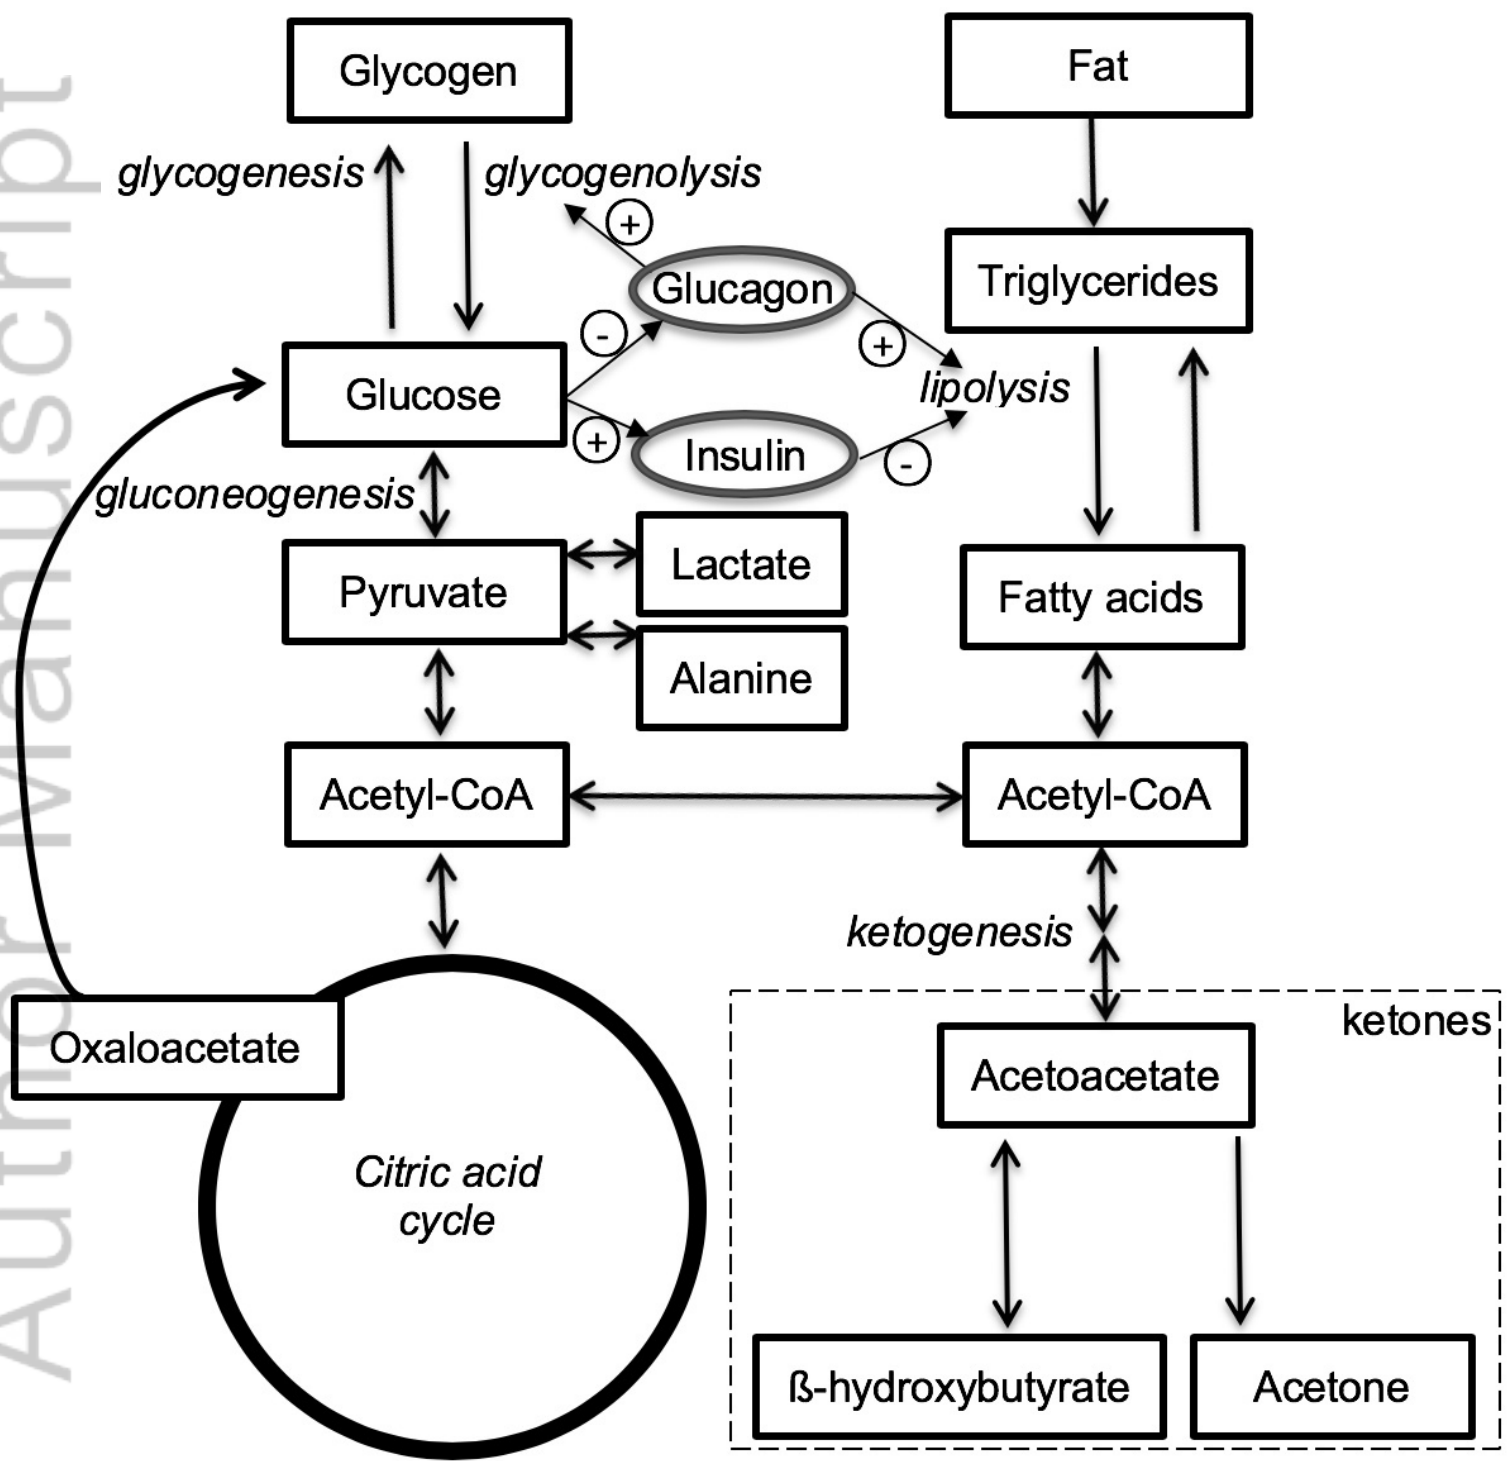 Author Manuscript
Glycogen
Fat
glycogenesis
glycogenolysis
+
Glucagon
Triglycerides
-
+
lipolysis
Glucose
+
Insulin
-
gluconeogenesis
Lactate
Pyruvate
Fatty acids
Alanine
Acetyl-CoA
Acetyl-CoA
ketogenesis
ketones
Oxaloacetate
Acetoacetate
Citric acid
cycle
ß-hydroxybutyrate
Acetone